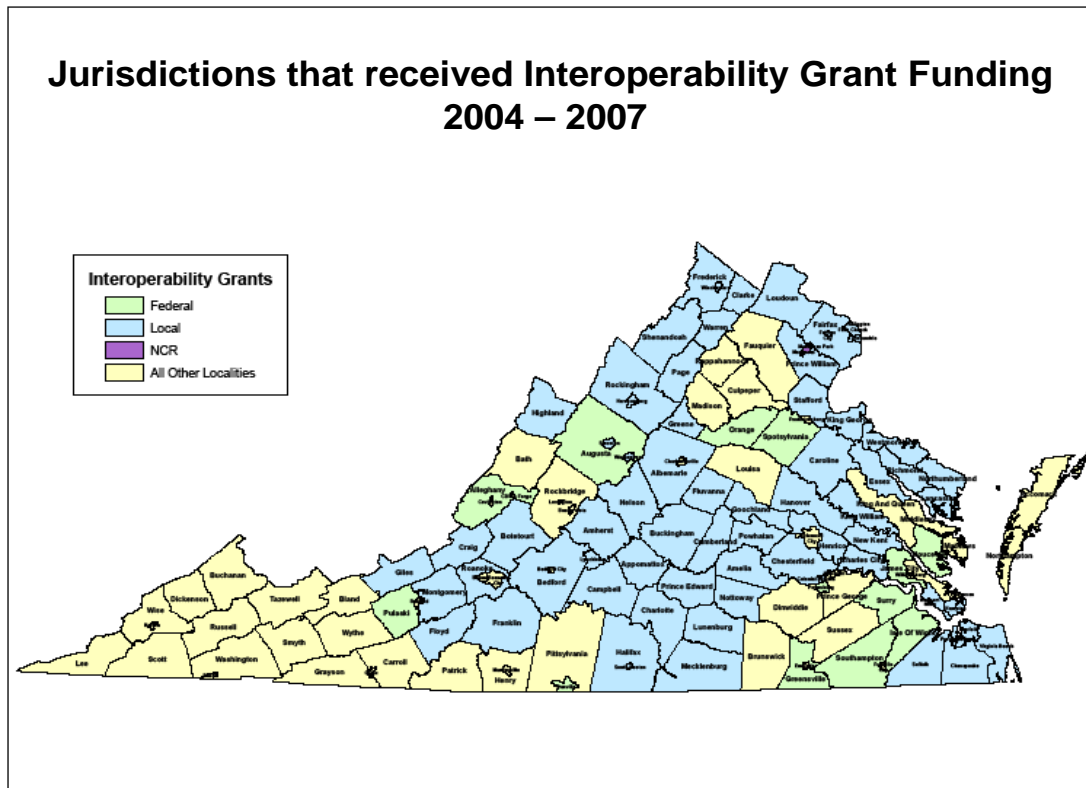 Jurisdictions that received Interoperability Grant Funding
2004 – 2007
Interoperability Grants
Federal
Local
NCR
All Other Localities
Frederick
Clarke
Loudoun
Warren
Fairfax
Shenandoah
Fauquier
Prince William
Page
Rappahannock
Rockingham
Culpeper
Madison
Stafford
Highland
Greene
King George
Orange
Spotsylvania
Augusta
Westmoreland
Bath
Albemarle
Louisa
Caroline
Richmond
Essex
Northumberland
Alleghany
Rockbridge
Nelson
Fluvanna
Hanover
Lancaster
Accomack
Goochland
King And Queen
King William
Middlesex
Botetourt
Amherst
Buckingham
Cumberland
Powhatan
Henrico
New Kent
Craig
Chesterfield
Charles City
Northampton
Giles
Roanoke
Bedford City
Bedford
Appomattox
Amelia
Buchanan
Montgomery
Campbell
Prince Edward
Nottoway
Prince George
Dickenson
Tazewell
Bland
Pulaski
Dinwiddie
Surry
Wise
Charlotte
Russell
Wythe
Floyd
Franklin
Lunenburg
Sussex
Isle Of Wight
Smyth
Pittsylvania
Halifax
Brunswick
Southampton
Lee
Scott
Washington
Grayson
Carroll
Patrick
Henry
Mecklenburg
Greensville
Suffolk
Chesapeake
Virginia Beach